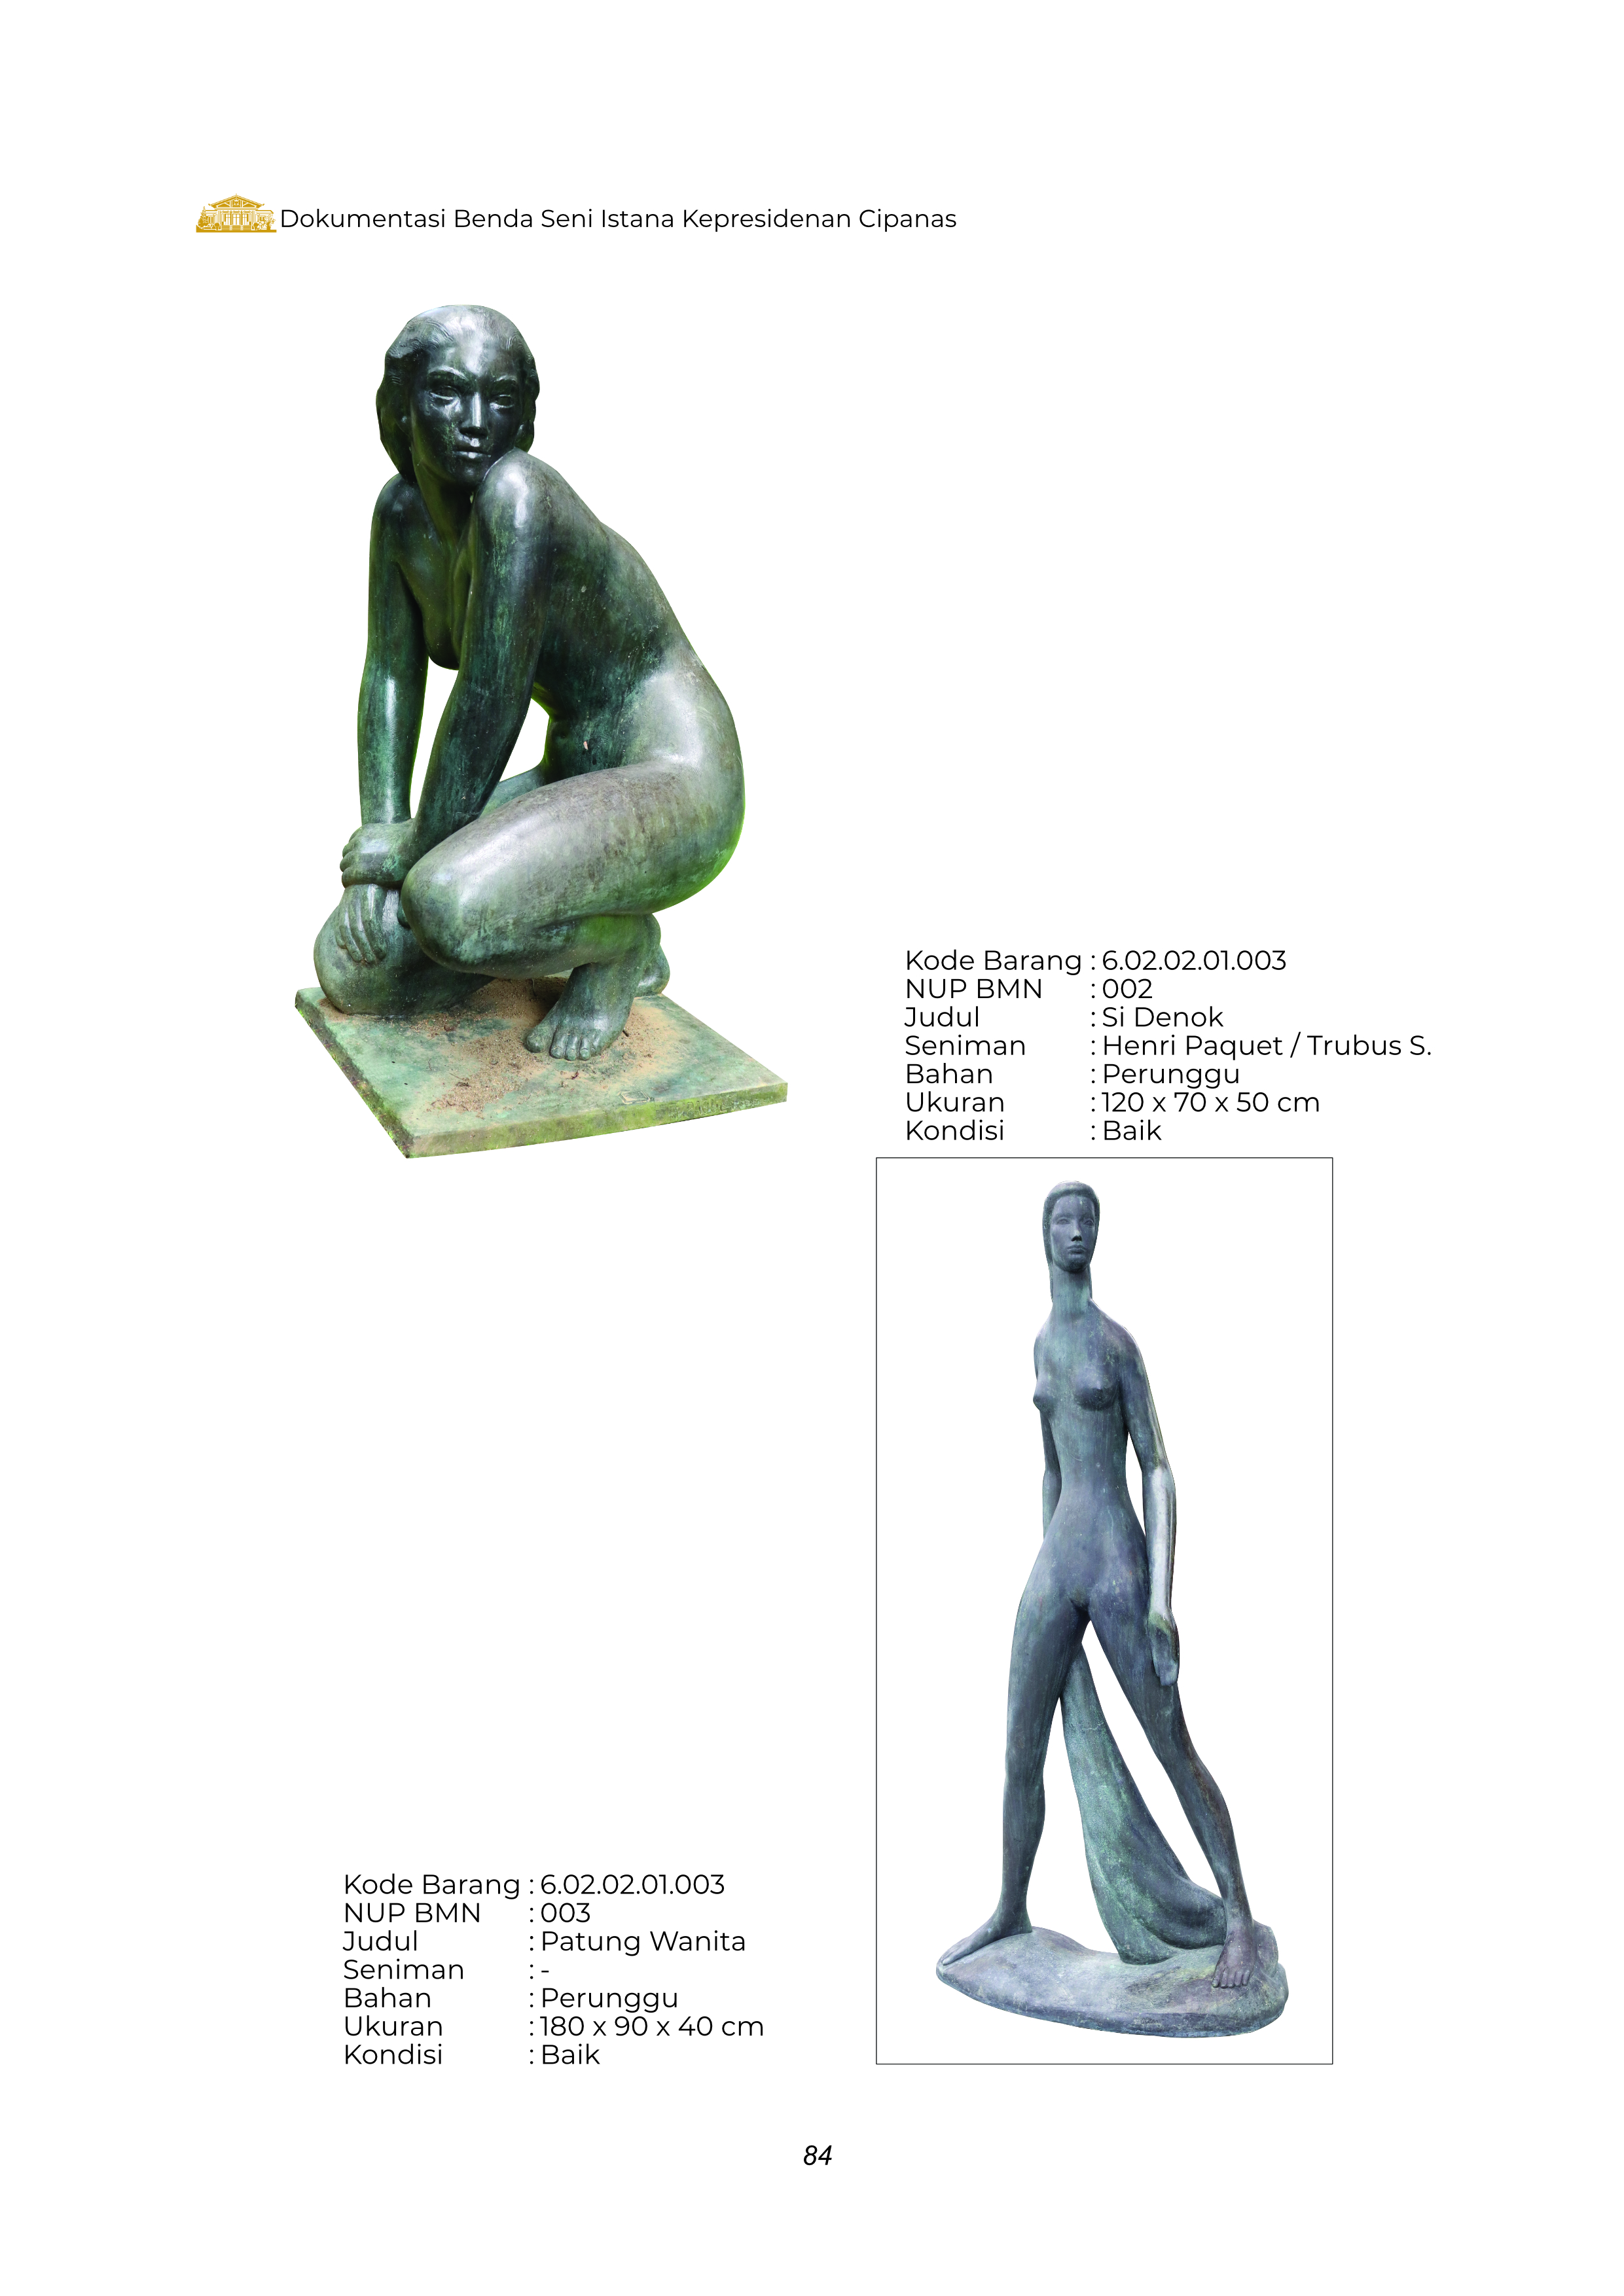 Dokumentasi Benda Seni Istana Kepresidenan Cipanas
Kode Barang : 6.02.02.01.003
NUP BMN : 002
Judul : Si Denok
Seniman : Henri Paquet / Trubus S.
Bahan : Perunggu
Ukuran : 120 x 70 x 50 cm
Kondisi : Baik
Kode Barang : 6.02.02.01.003
NUP BMN : 003
Judul : Patung Wanita
Seniman : -
Bahan : Perunggu
Ukuran : 180 x 90 x 40 cm
Kondisi : Baik
84